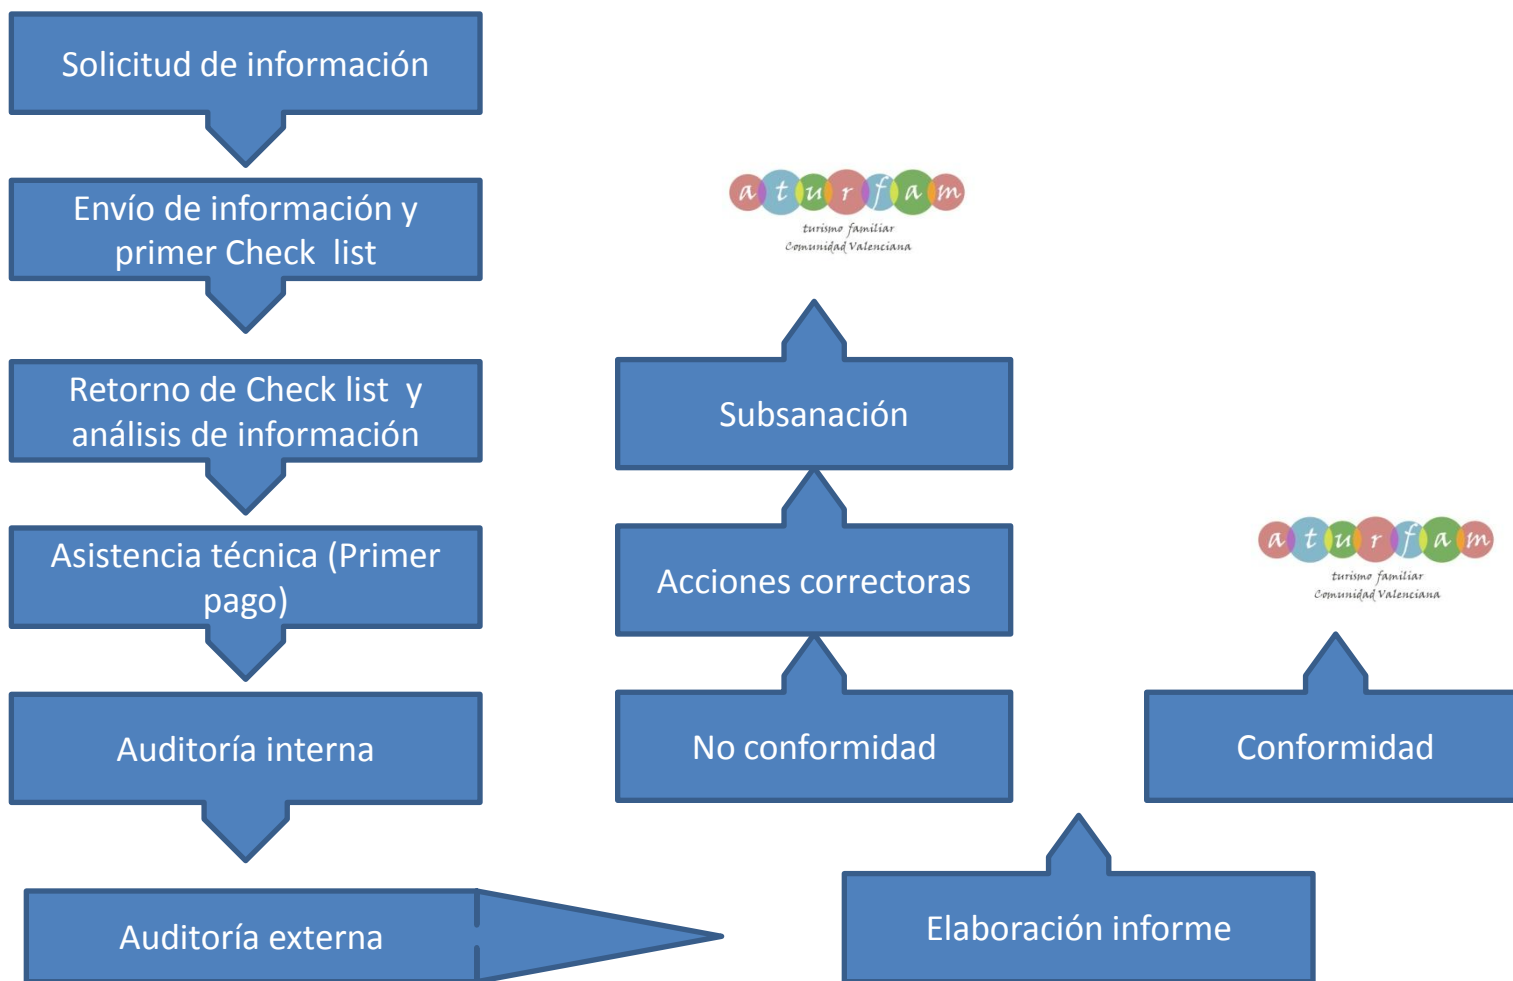 Solicitud de información
Envío de información y
primer Check list
Retorno de Check list y
análisis de información
Asistencia técnica (Primer
pago)
Auditoría interna
Auditoría externa
aturfam
turismo familiar
Comunidad Valenciana
Subsanación
Acciones correctoras
No conformidad
aturfam
turismo familiar
Comunidad Valenciana
Conformidad
Elaboración informe